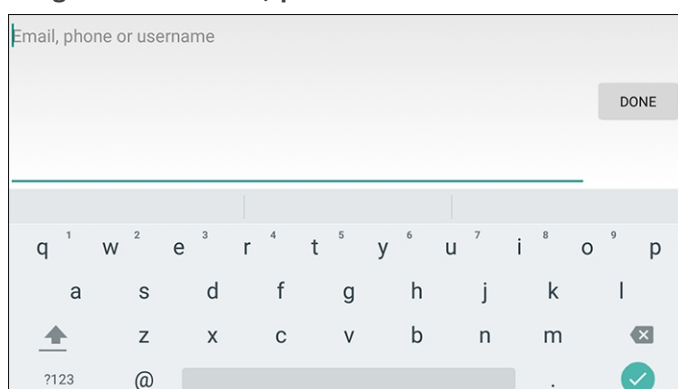 Email, phone or username
DONE
1 2 3 4 5 6 7 8 9
q w e r t y u i o p
a s d f g h j k l
z x c v b n m
?123 @ .